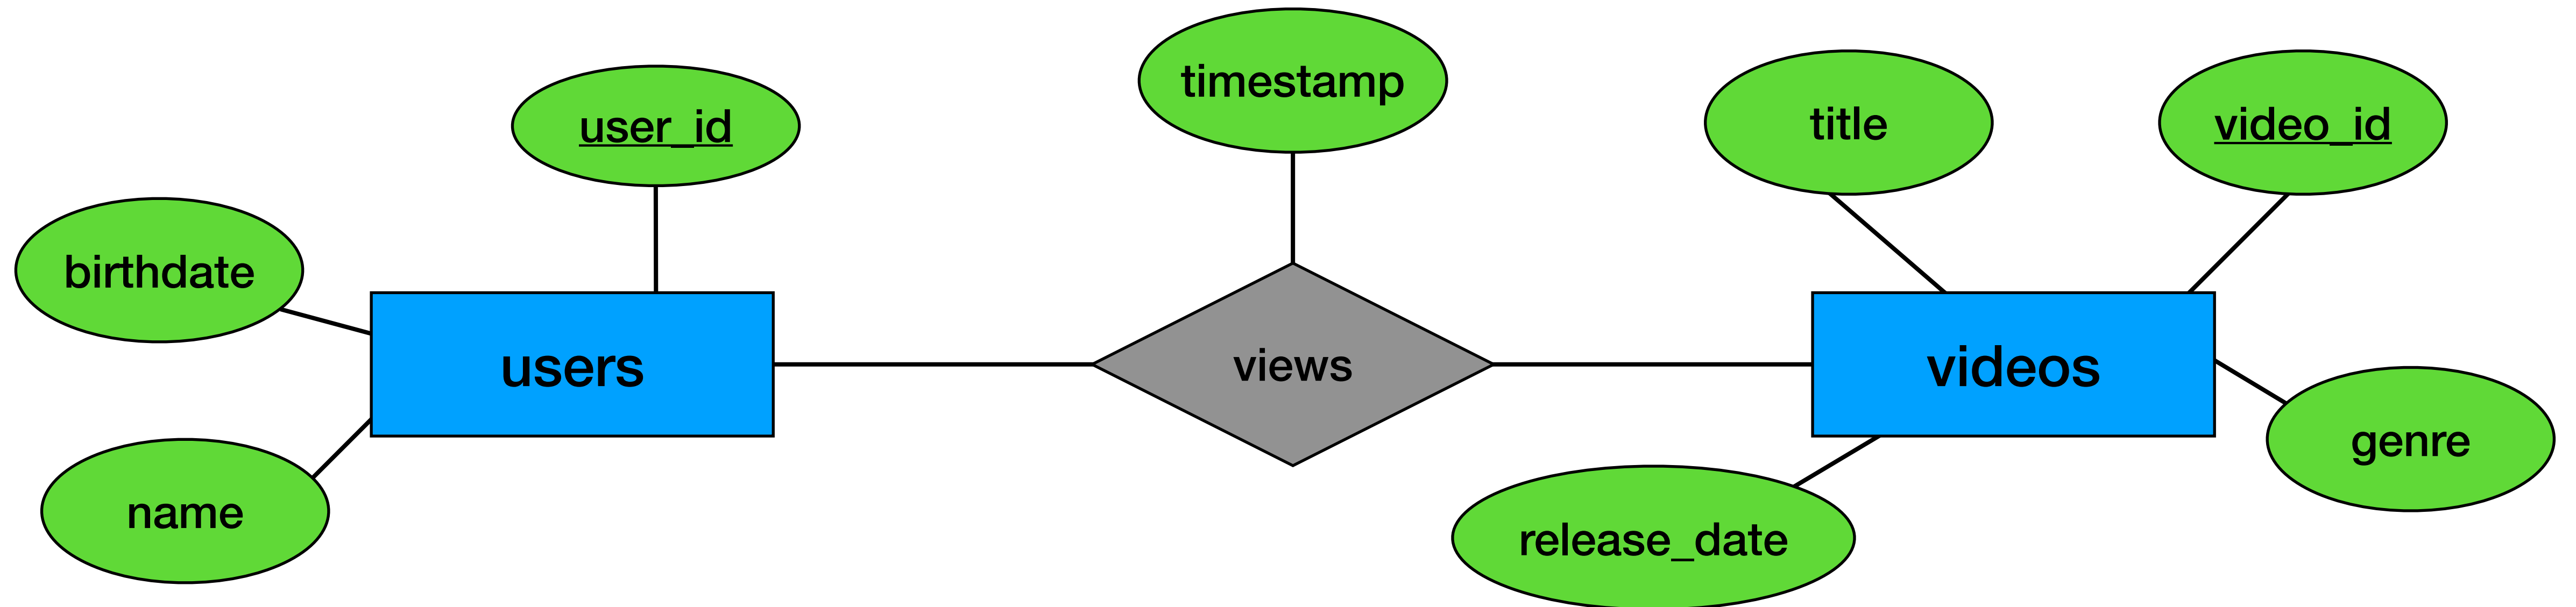 timestamp
title
video_id
user_id
birthdate
users
views
videos
genre
name
release_date